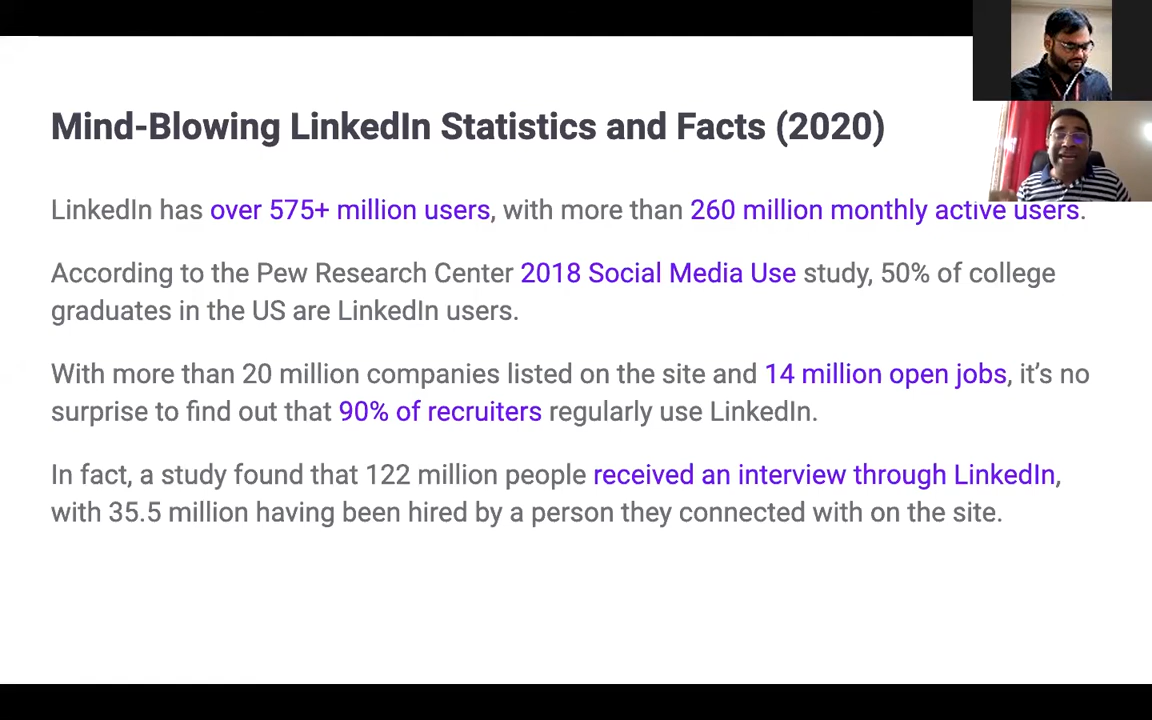 Mind-Blowing LinkedIn Statistics and Facts (2020)
LinkedIn has over 575+ million users, with more than 260 million monthly active users.
According to the Pew Research Center 2018 Social Media Use study, 50% of college
graduates in the US are LinkedIn users.
With more than 20 million companies listed on the site and 14 million open jobs, it’s no
surprise to find out that 90% of recruiters regularly use LinkedIn.
In fact, a study found that 122 million people received an interview through LinkedIn,
with 35.5 million having been hired by a person they connected with on the site.